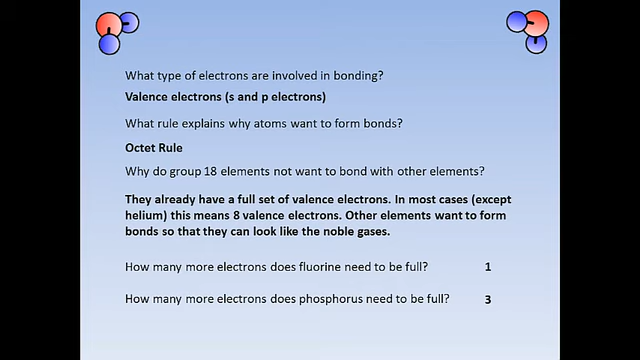 What type of electrons are involved in bonding?
Valence electrons (s and p electrons)
What rule explains why atoms want to form bonds?
Octet Rule
Why do group 18 elements not want to bond with other elements?
They already have a full set of valence electrons. In most cases (except
helium) this means 8 valence electrons. Other elements want to form
bonds so that they can look like the noble gases.
How many more electrons does fluorine need to be full? 1
How many more electrons does phosphorus need to be full? 3